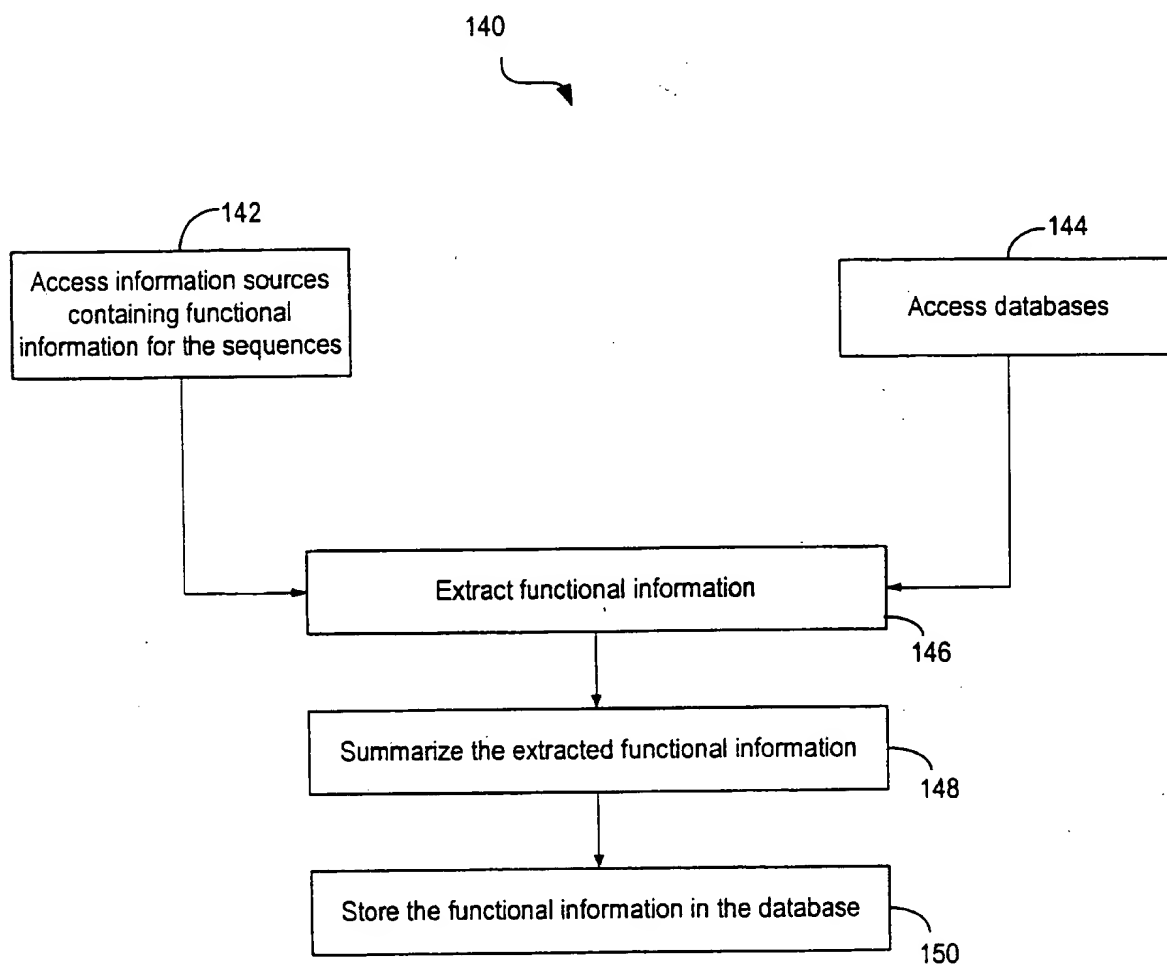 140
142
144
Access information sources
containing functional
information for the sequences
Access databases
Extract functional information
146
Summarize the extracted functional information
148
Store the functional information in the database
150